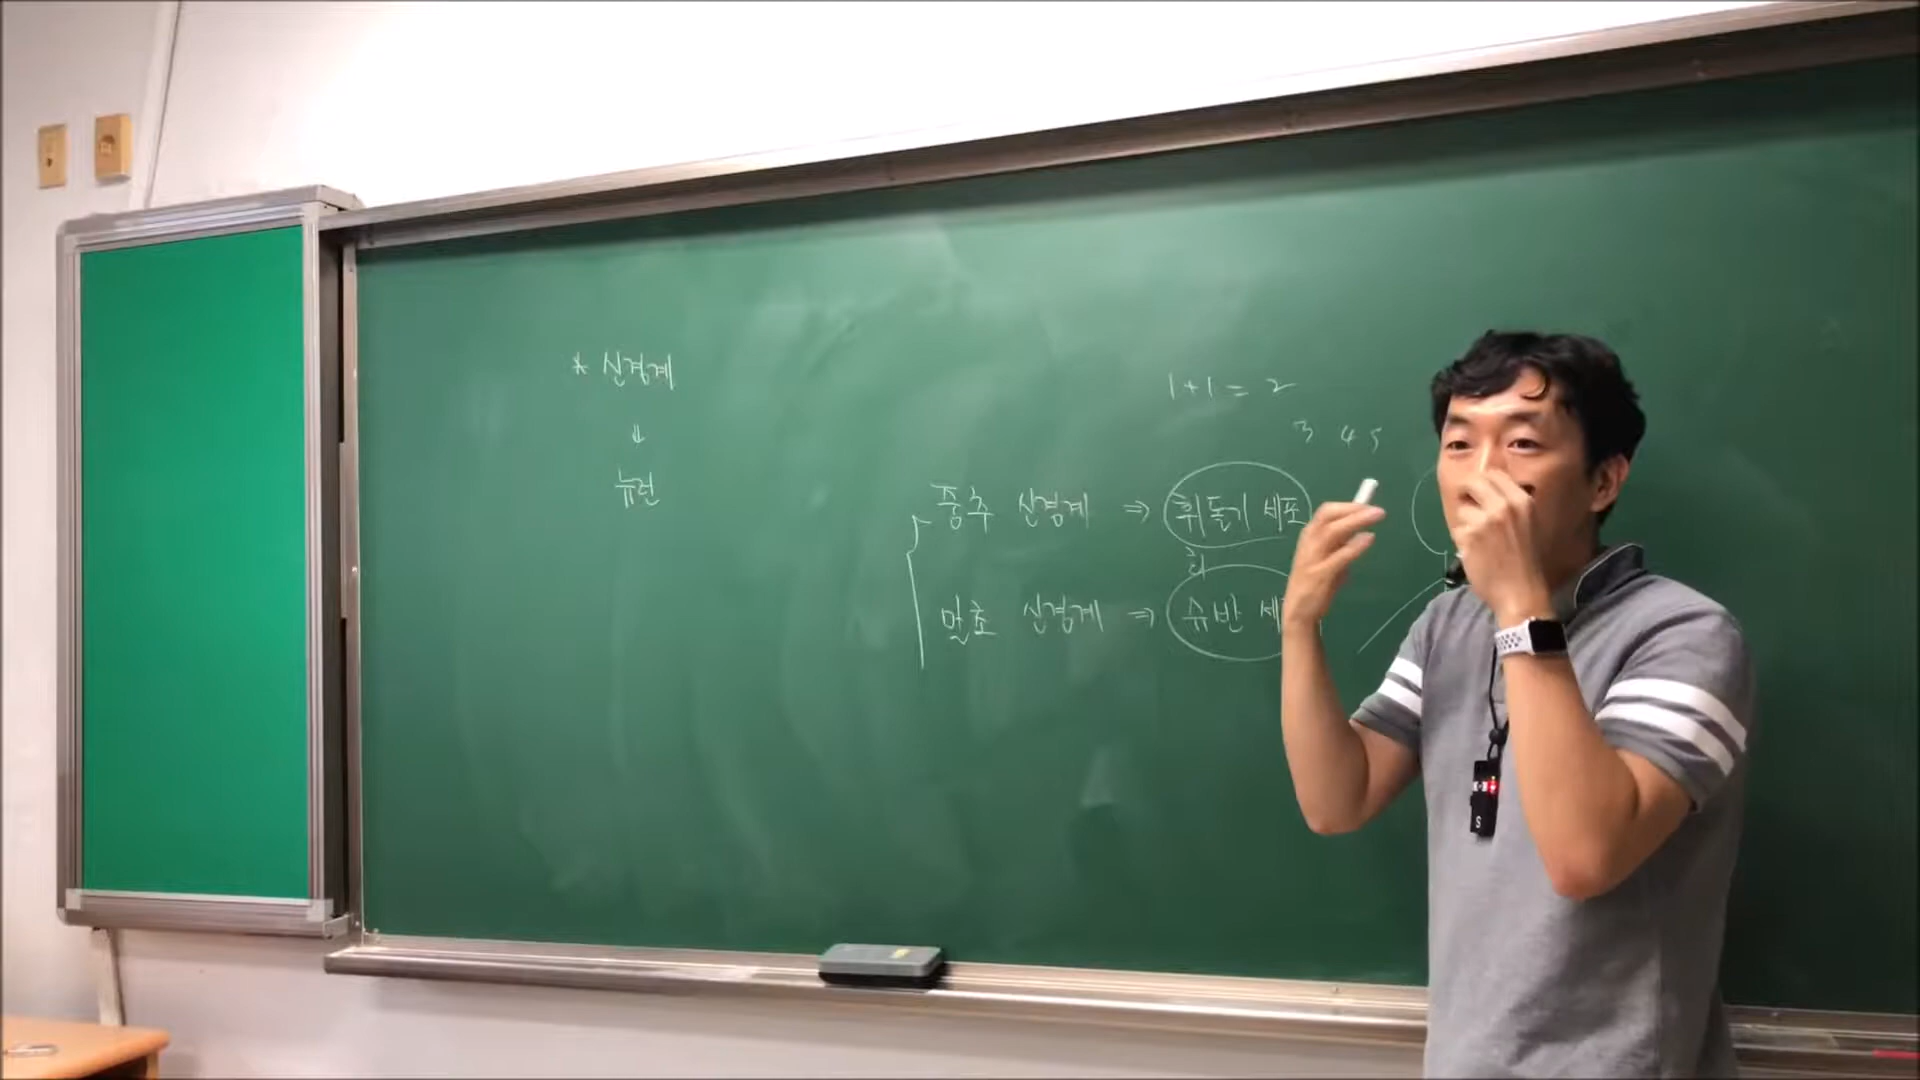 * 신경계
⇓
뉴런
1+1 = 2
3 4 5
중추 신경계 ⇒ 휘돌기 세포
희
말초 신경계 ⇒ 슈반 세
S